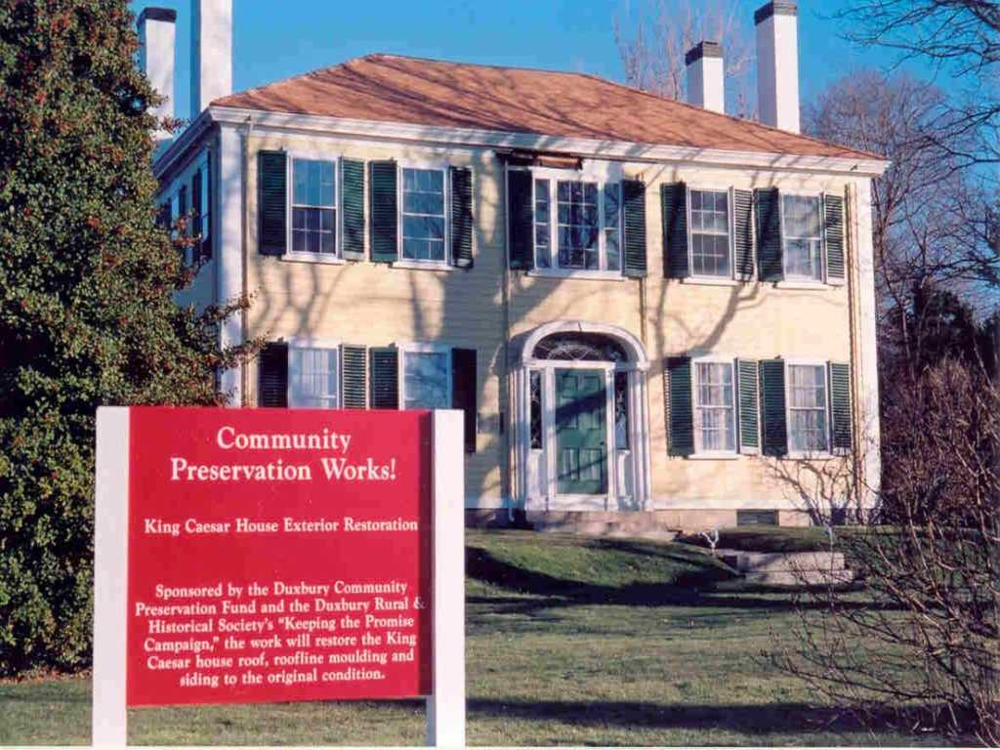 Community
Preservation Works!
King Caesar House Exterior Restoration
Sponsored by the Duxbury Community
Preservation Fund and the Duxbury Rural &
Historical Society's "Keeping the Promise
Campaign," the work will restore the King
Caesar house roof, roofline moulding and
siding to the original condition.